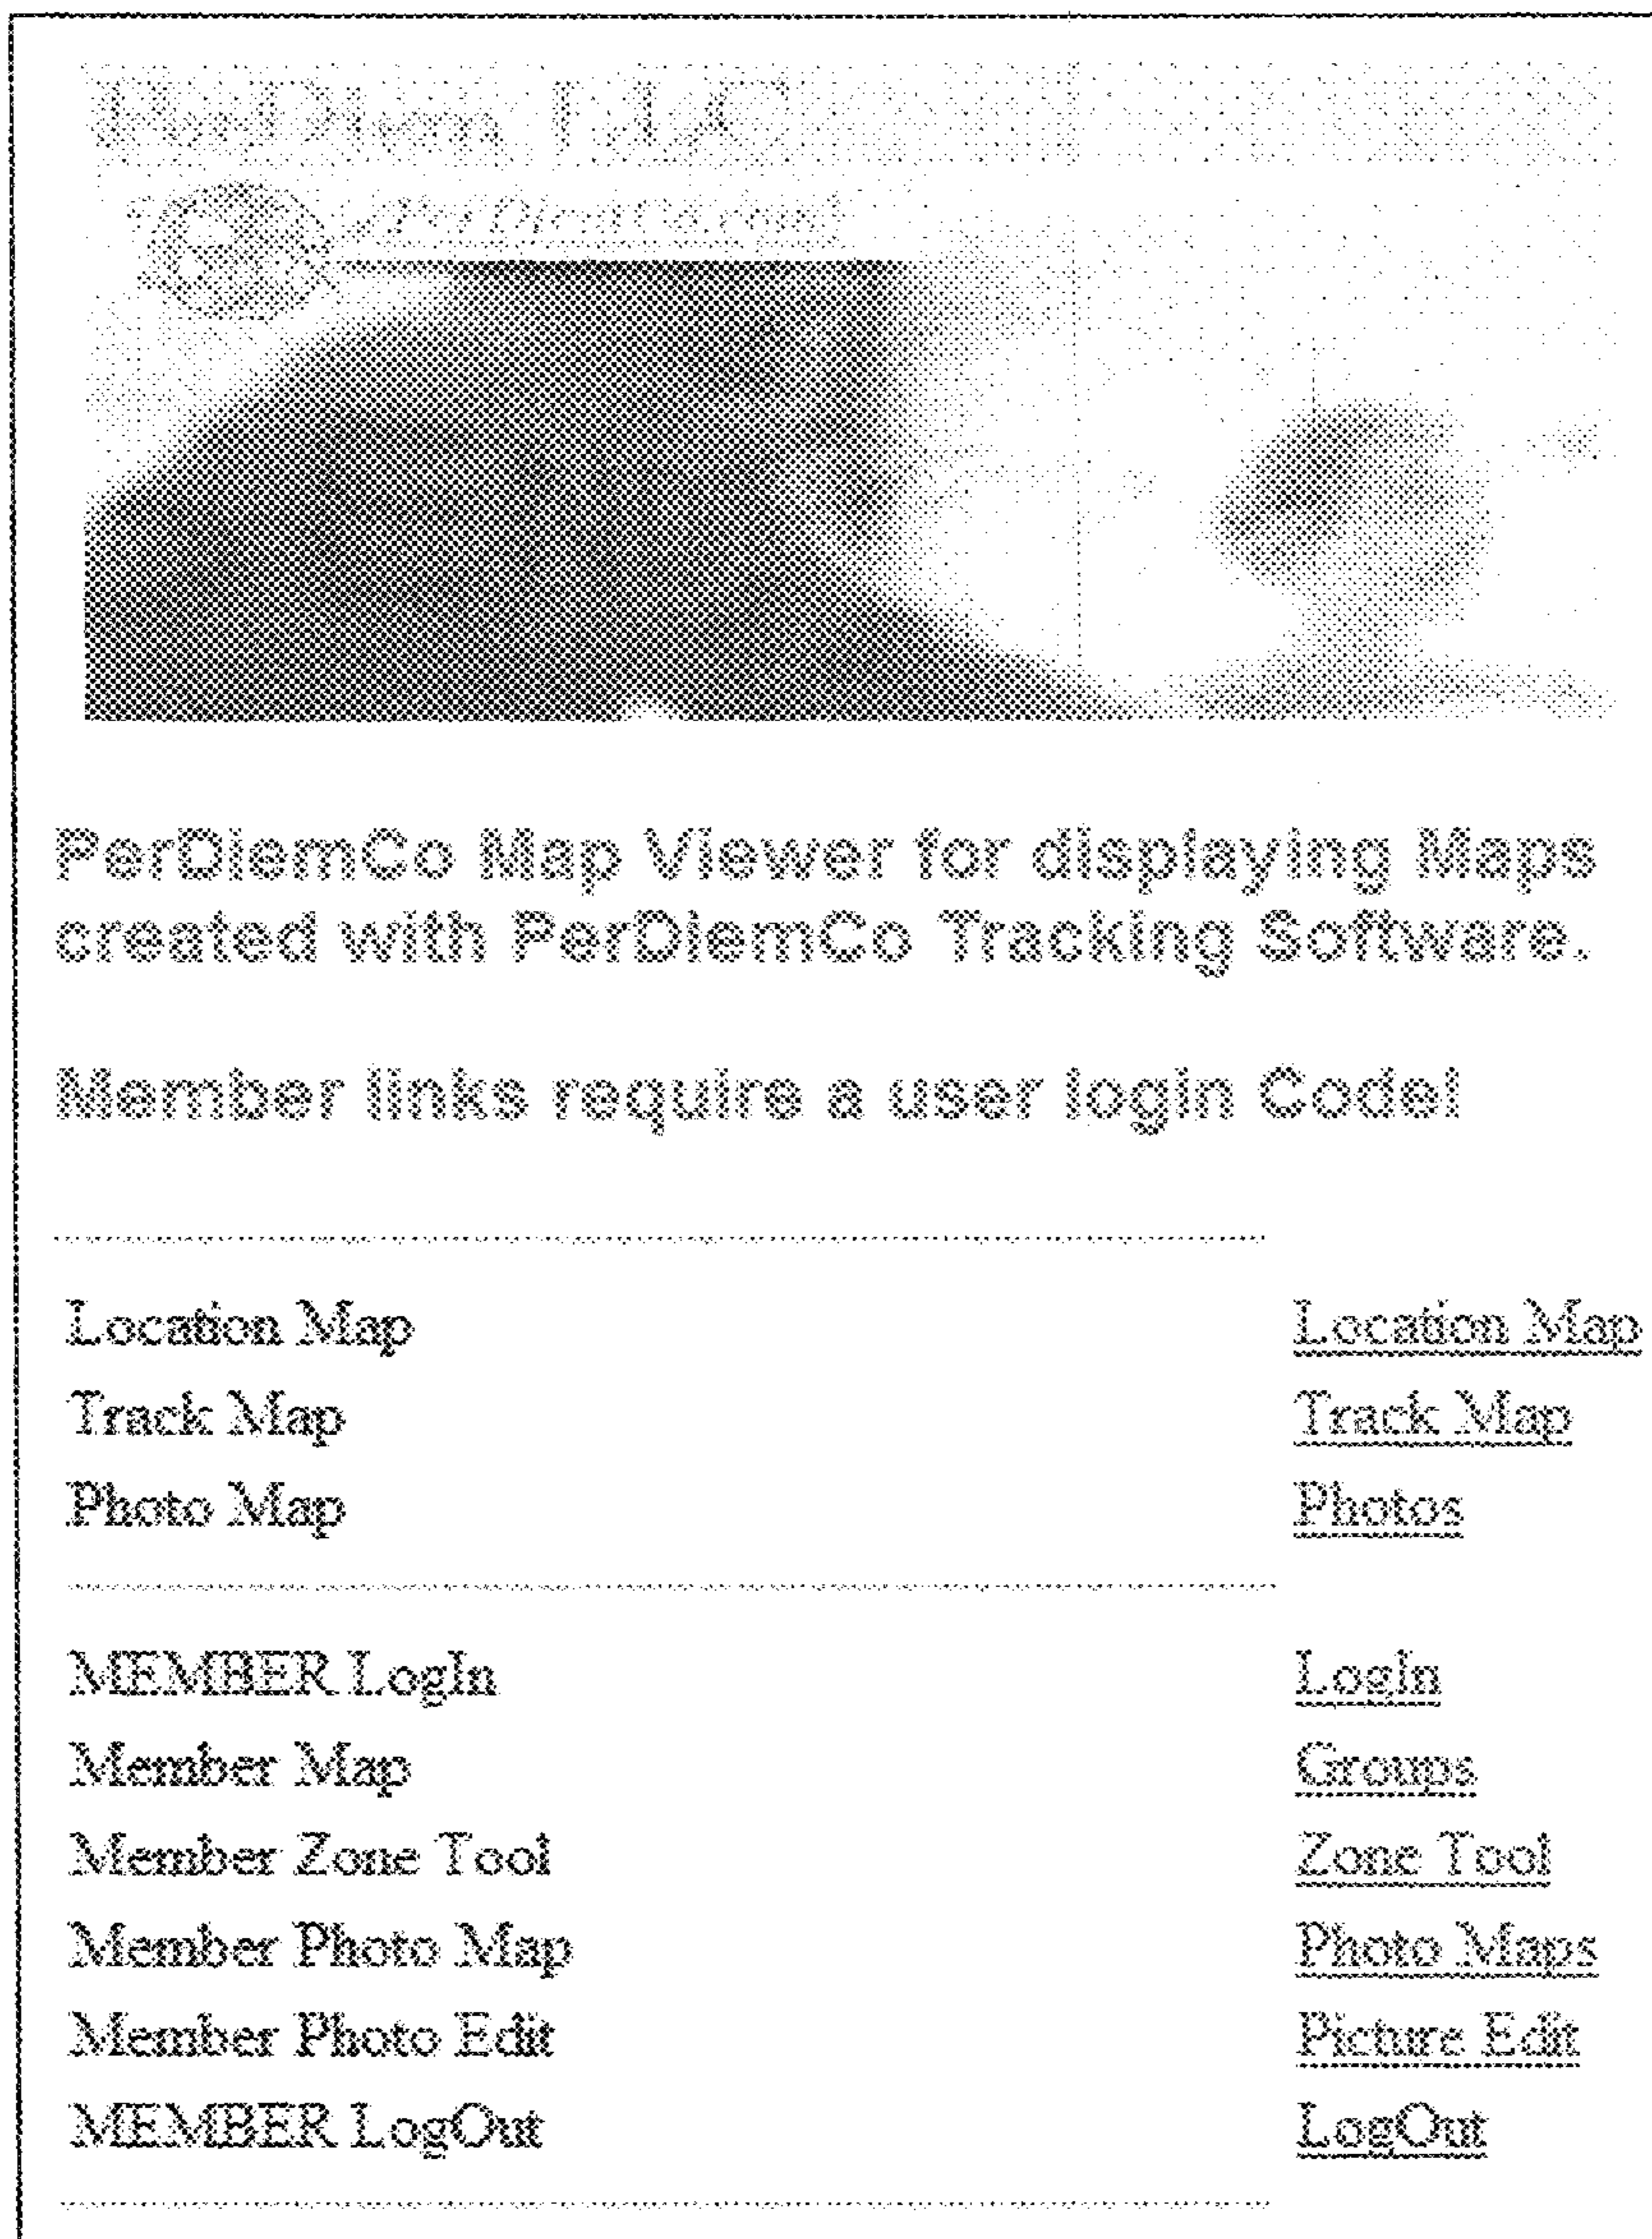 PerDiem LLC
PerDiemCo Map Viewer for displaying Maps
created with PerDiemCo Tracking Software.
Member links require a user login Code!
Location Map Location Map
Track Map Track Map
Photo Map Photos
MEMBER LogIn LogIn
Member Map Groups
Member Zone Tool Zone Tool
Member Photo Map Photo Maps
Member Photo Edit Picture Edit
MEMBER LogOut LogOut